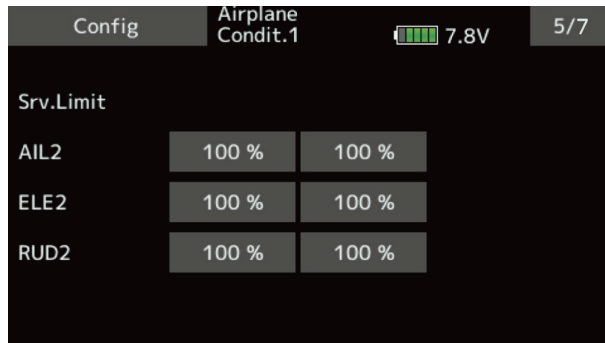 Config Airplane Condit.1 7.8V 5/7
Srv.Limit
AIL2 100 % 100 %
ELE2 100 % 100 %
RUD2 100 % 100 %